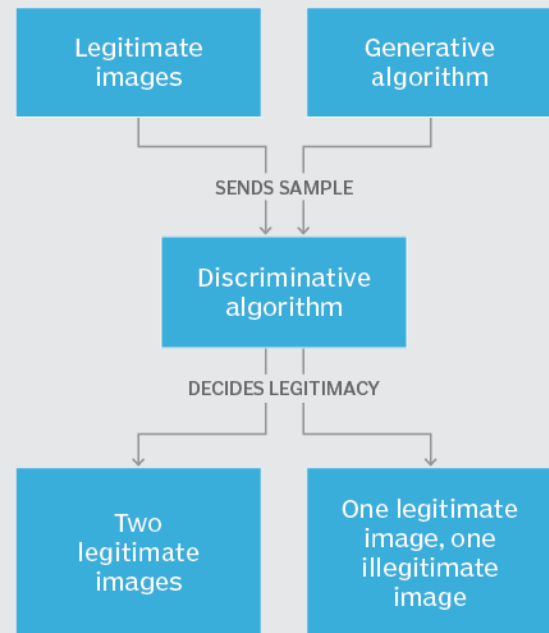 Legitimate
images
Generative
algorithm
SENDS SAMPLE
Discriminative
algorithm
DECIDES LEGITIMACY
Two
legitimate
images
One legitimate
image, one
illegitimate
image